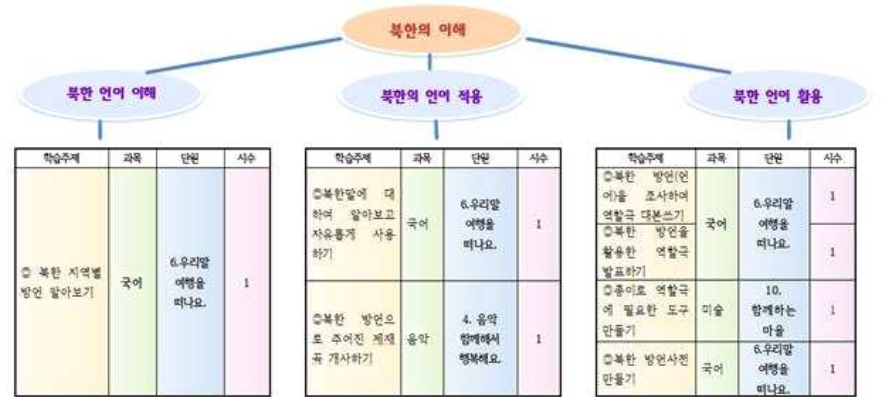 북한의 이해
북한 언어 이해
북한의 언어 적용
북한 언어 활용
학습주제 과목 단원 시수
◎ 북한 지역별
방언 알아보기
국어
6.우리말
여행을
떠나요.
1
학습주제 과목 단원 시수
◎북한말에 대
하여 알아보고
자유롭게 사용
하기
국어
6.우리말
여행을
떠나요.
1
◎북한 방언으
로 주어진 제재
곡 개사하기
음악
4. 음악
함께해서
행복해요.
1
학습주제 과목 단원 시수
◎북한 방언(언
어)을 조사하여
역할극 대본쓰기
국어
6.우리말
여행을
떠나요.
1
◎북한 방언을
활용한 역할극
발표하기
1
◎종이로 역할극
에 필요한 도구
만들기
미술
10.
함께하는
마을
1
◎북한 방언사전
만들기
국어
6.우리말
여행을
떠나요.
1